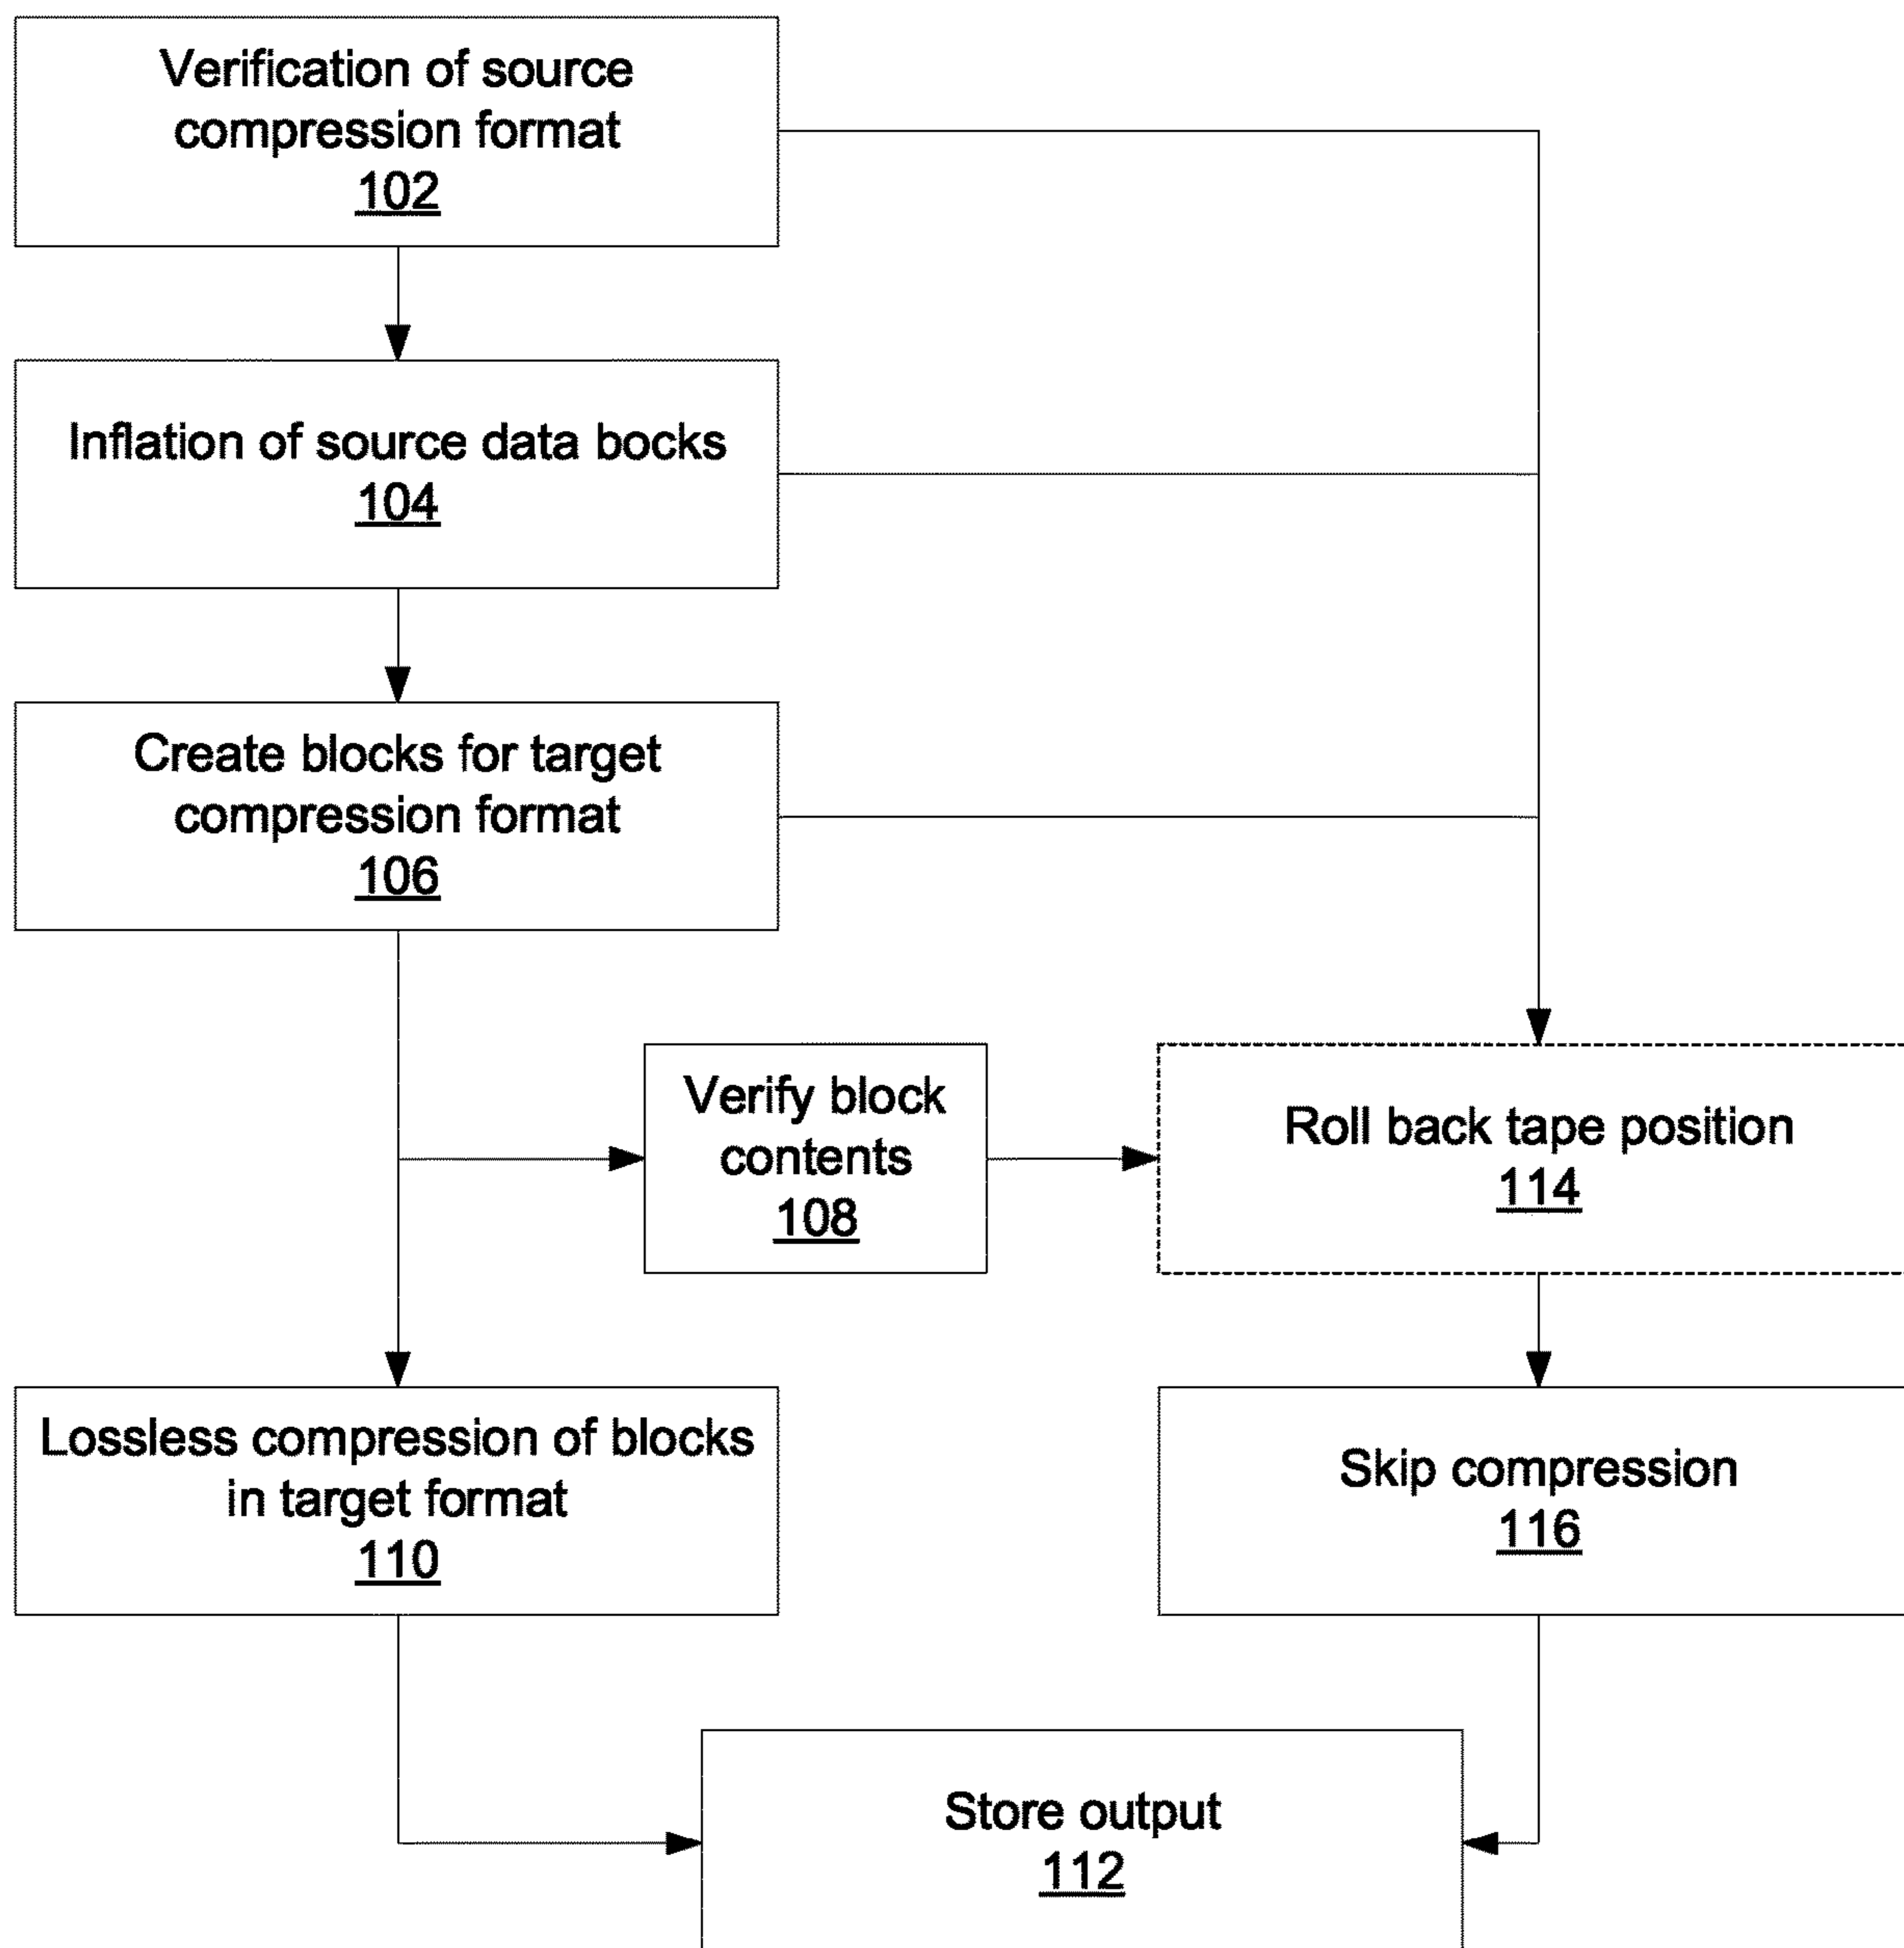 Verification of source
compression format
102
Inflation of source data bocks
104
Create blocks for target
compression format
106
Verify block
contents
108
Roll back tape position
114
Lossless compression of blocks
in target format
110
Skip compression
116
Store output
112